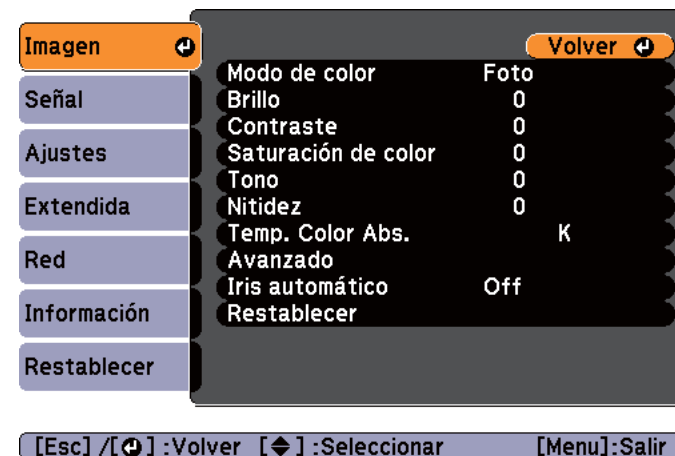 Imagen
Señal
Ajustes
Extendida
Red
Información
Restablecer
Volver
Modo de color Foto
Brillo 0
Contraste 0
Saturación de color 0
Tono 0
Nitidez 0
Temp. Color Abs. K
Avanzado
Iris automático Off
Restablecer
[Esc] /[ ] :Volver [ ] :Seleccionar [Menu]:Salir